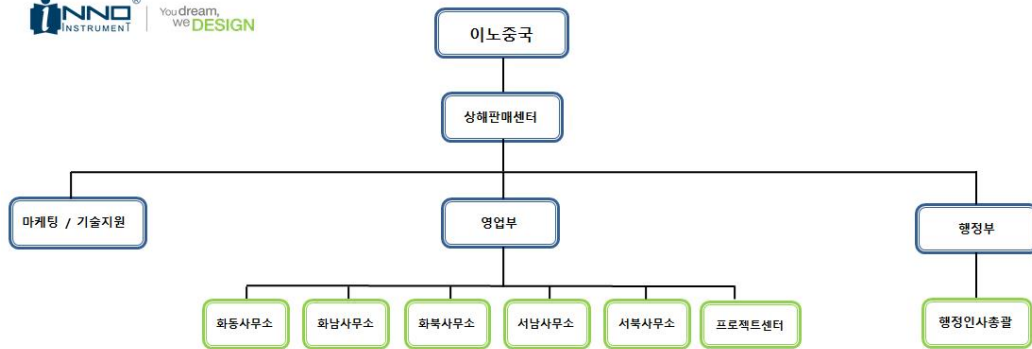 INNO®
INSTRUMENT
You dream,
we DESIGN
이노중국
상해판매센터
마케팅 / 기술지원
영업부
행정부
화동사무소
화남사무소
화북사무소
서남사무소
서북사무소
프로젝트센터
행정인사총괄